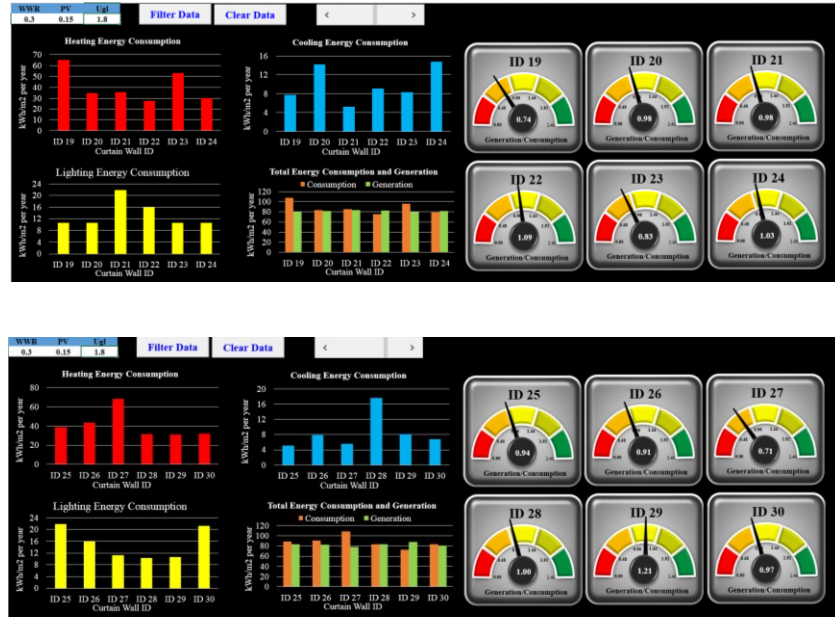 WWR PV Ugl
0.3 0.15 1.8
Filter Data Clear Data < >
Heating Energy Consumption
kWh/m2 per year
70
60
50
40
30
20
10
0
ID 19 ID 20 ID 21 ID 22 ID 23 ID 24
Curtain Wall ID
Cooling Energy Consumption
kWh/m2 per year
16
12
8
4
0
ID 19 ID 20 ID 21 ID 22 ID 23 ID 24
Curtain Wall ID
Lighting Energy Consumption
kWh/m2 per year
24
20
16
12
8
4
0
ID 19 ID 20 ID 21 ID 22 ID 23 ID 24
Curtain Wall ID
Total Energy Consumption and Generation
Consumption Generation
kWh/m2 per year
120
100
80
60
40
20
0
ID 19 ID 20 ID 21 ID 22 ID 23 ID 24
Curtain Wall ID
ID 19
0.74
Generation/Consumption
ID 20
0.98
Generation/Consumption
ID 21
0.98
Generation/Consumption
ID 22
1.09
Generation/Consumption
ID 23
0.83
Generation/Consumption
ID 24
1.03
Generation/Consumption
WWR PV Ugl
0.3 0.15 1.8
Filter Data Clear Data < >
Heating Energy Consumption
kWh/m2 per year
80
60
40
20
0
ID 25 ID 26 ID 27 ID 28 ID 29 ID 30
Curtain Wall ID
Cooling Energy Consumption
kWh/m2 per year
20
16
12
8
4
0
ID 25 ID 26 ID 27 ID 28 ID 29 ID 30
Curtain Wall ID
Lighting Energy Consumption
kWh/m2 per year
24
20
16
12
8
4
0
ID 25 ID 26 ID 27 ID 28 ID 29 ID 30
Curtain Wall ID
Total Energy Consumption and Generation
Consumption Generation
kWh/m2 per year
120
100
80
60
40
20
0
ID 25 ID 26 ID 27 ID 28 ID 29 ID 30
Curtain Wall ID
ID 25
0.94
Generation/Consumption
ID 26
0.91
Generation/Consumption
ID 27
0.71
Generation/Consumption
ID 28
1.00
Generation/Consumption
ID 29
1.21
Generation/Consumption
ID 30
0.97
Generation/Consumption